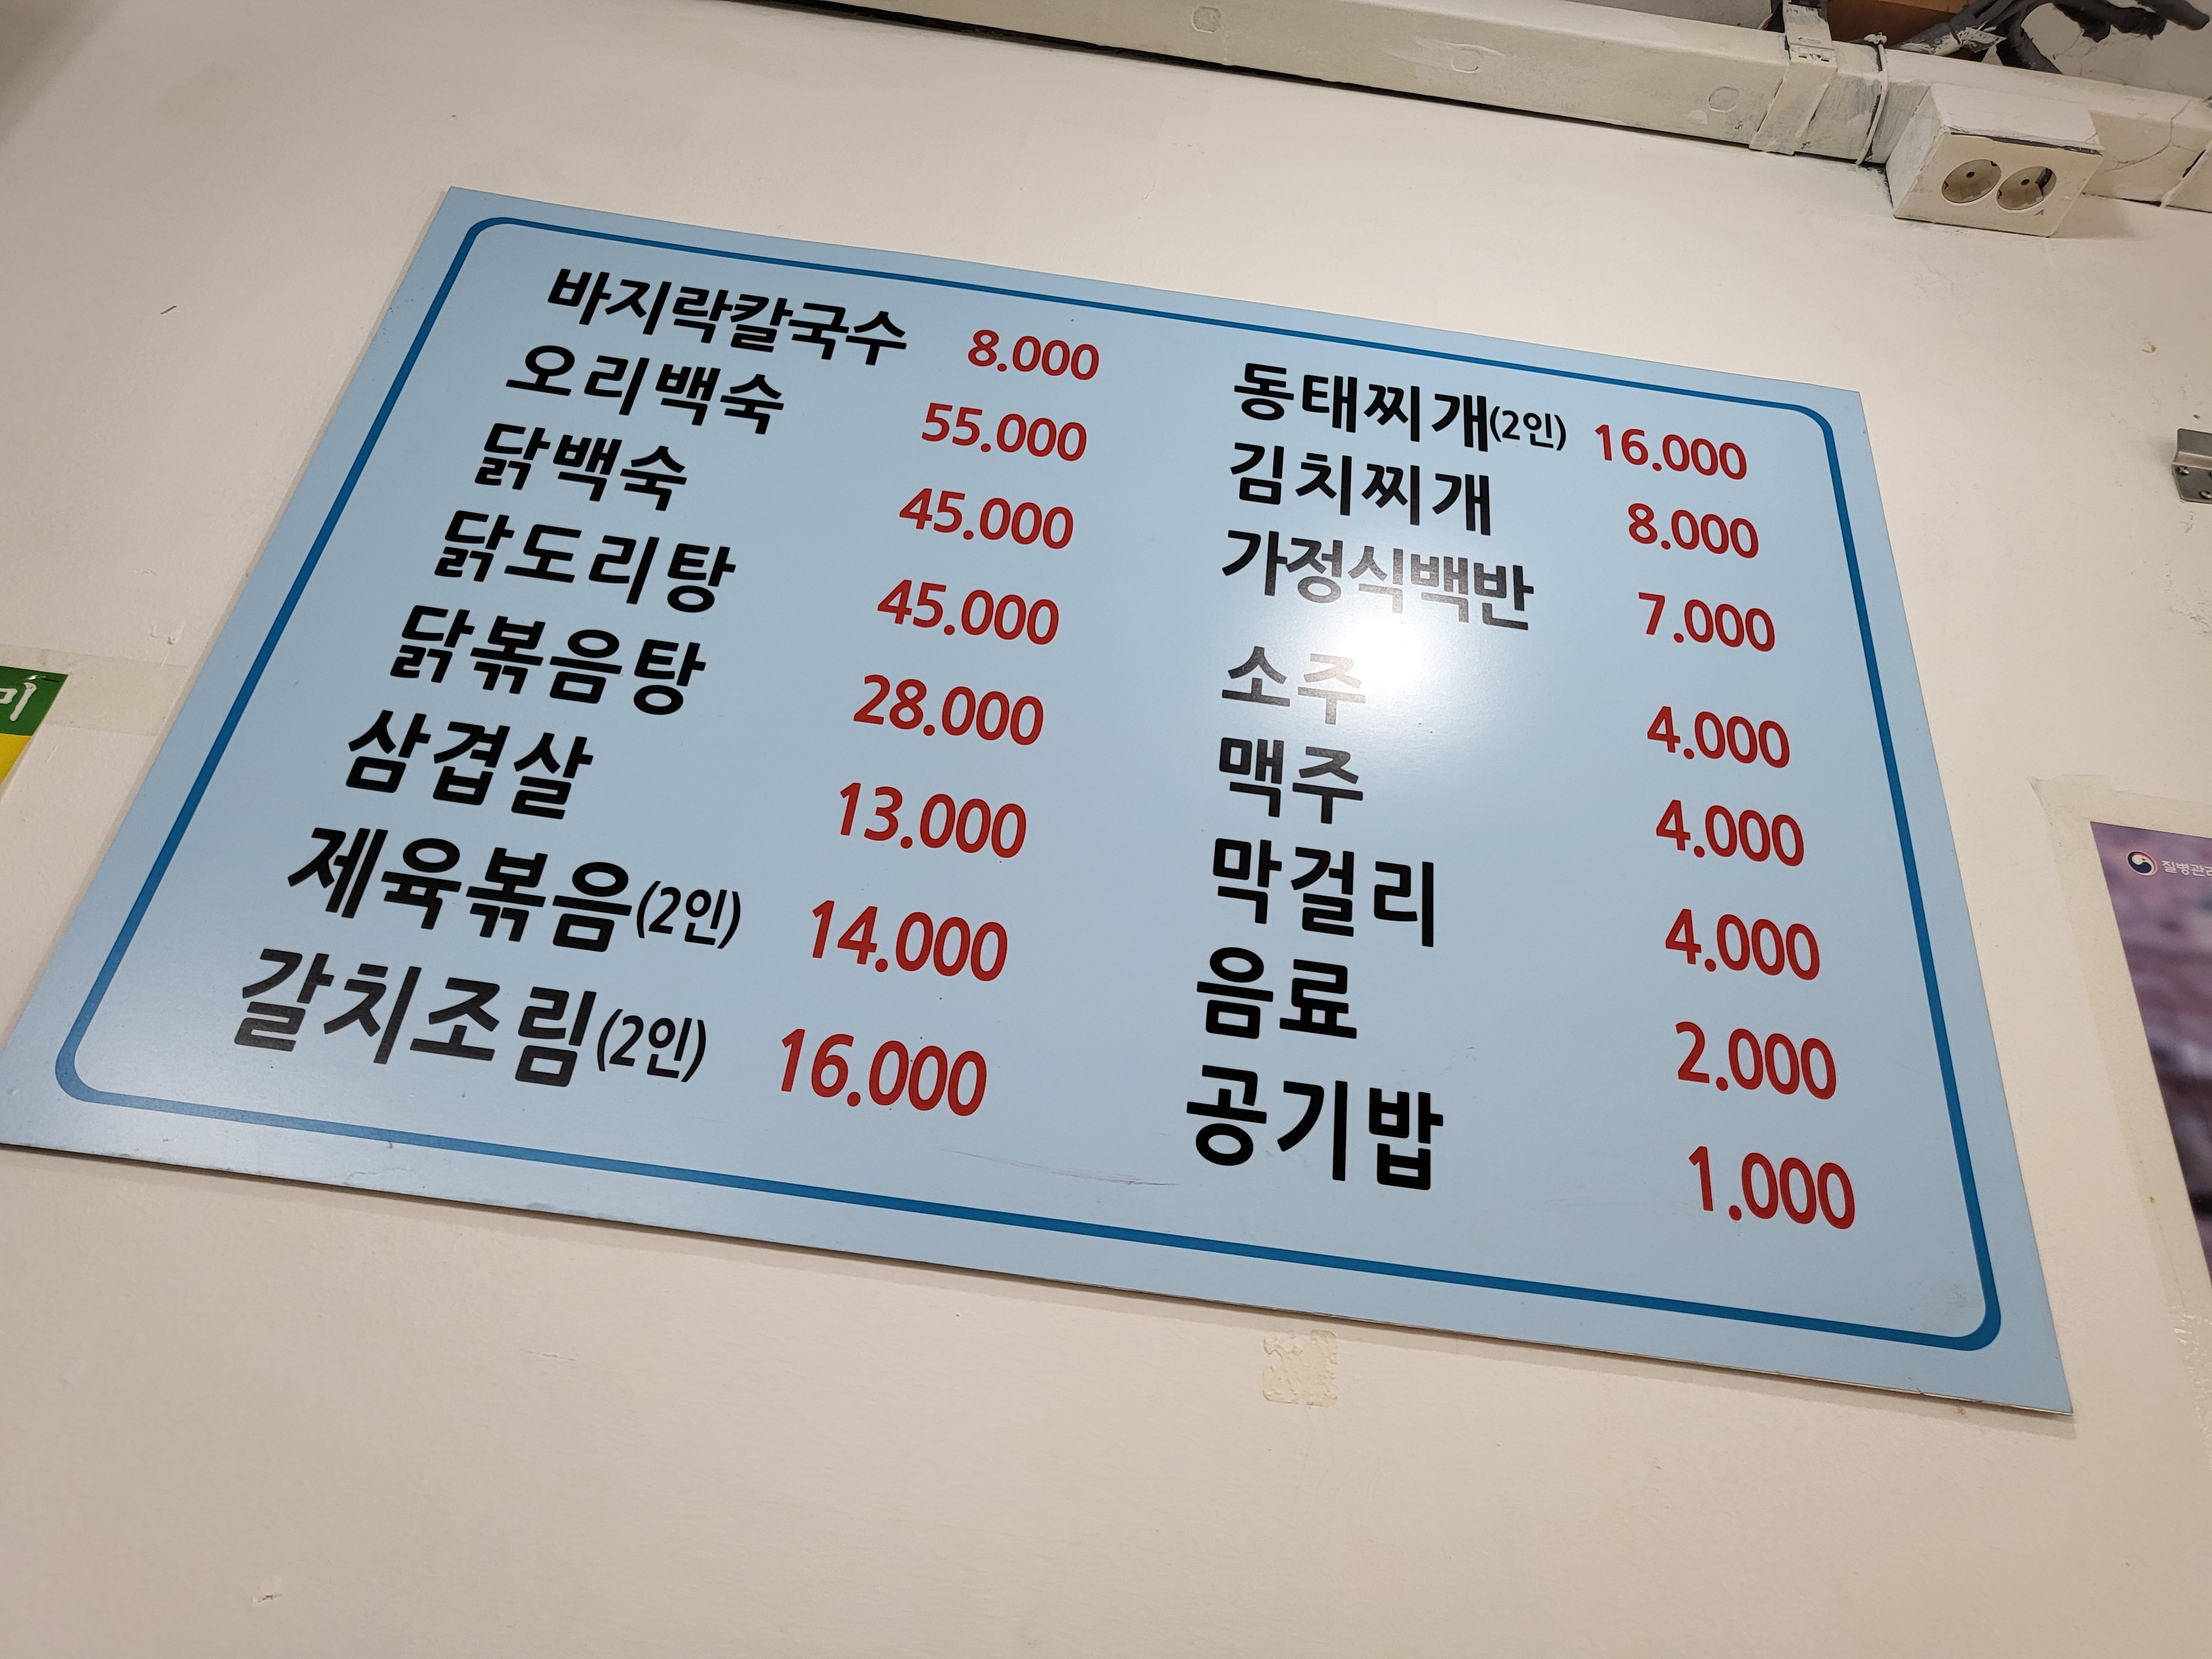 바지락칼국수 8.000
오리백숙 55.000
닭백숙 45.000
닭도리탕 45.000
닭볶음탕 28.000
삼겹살 13.000
제육볶음(2인) 14.000
갈치조림(2인) 16.000
동태찌개(2인) 16.000
김치찌개 8.000
가정식백반 7.000
소주 4.000
맥주 4.000
막걸리 4.000
음료 2.000
공기밥 1.000
질병관리